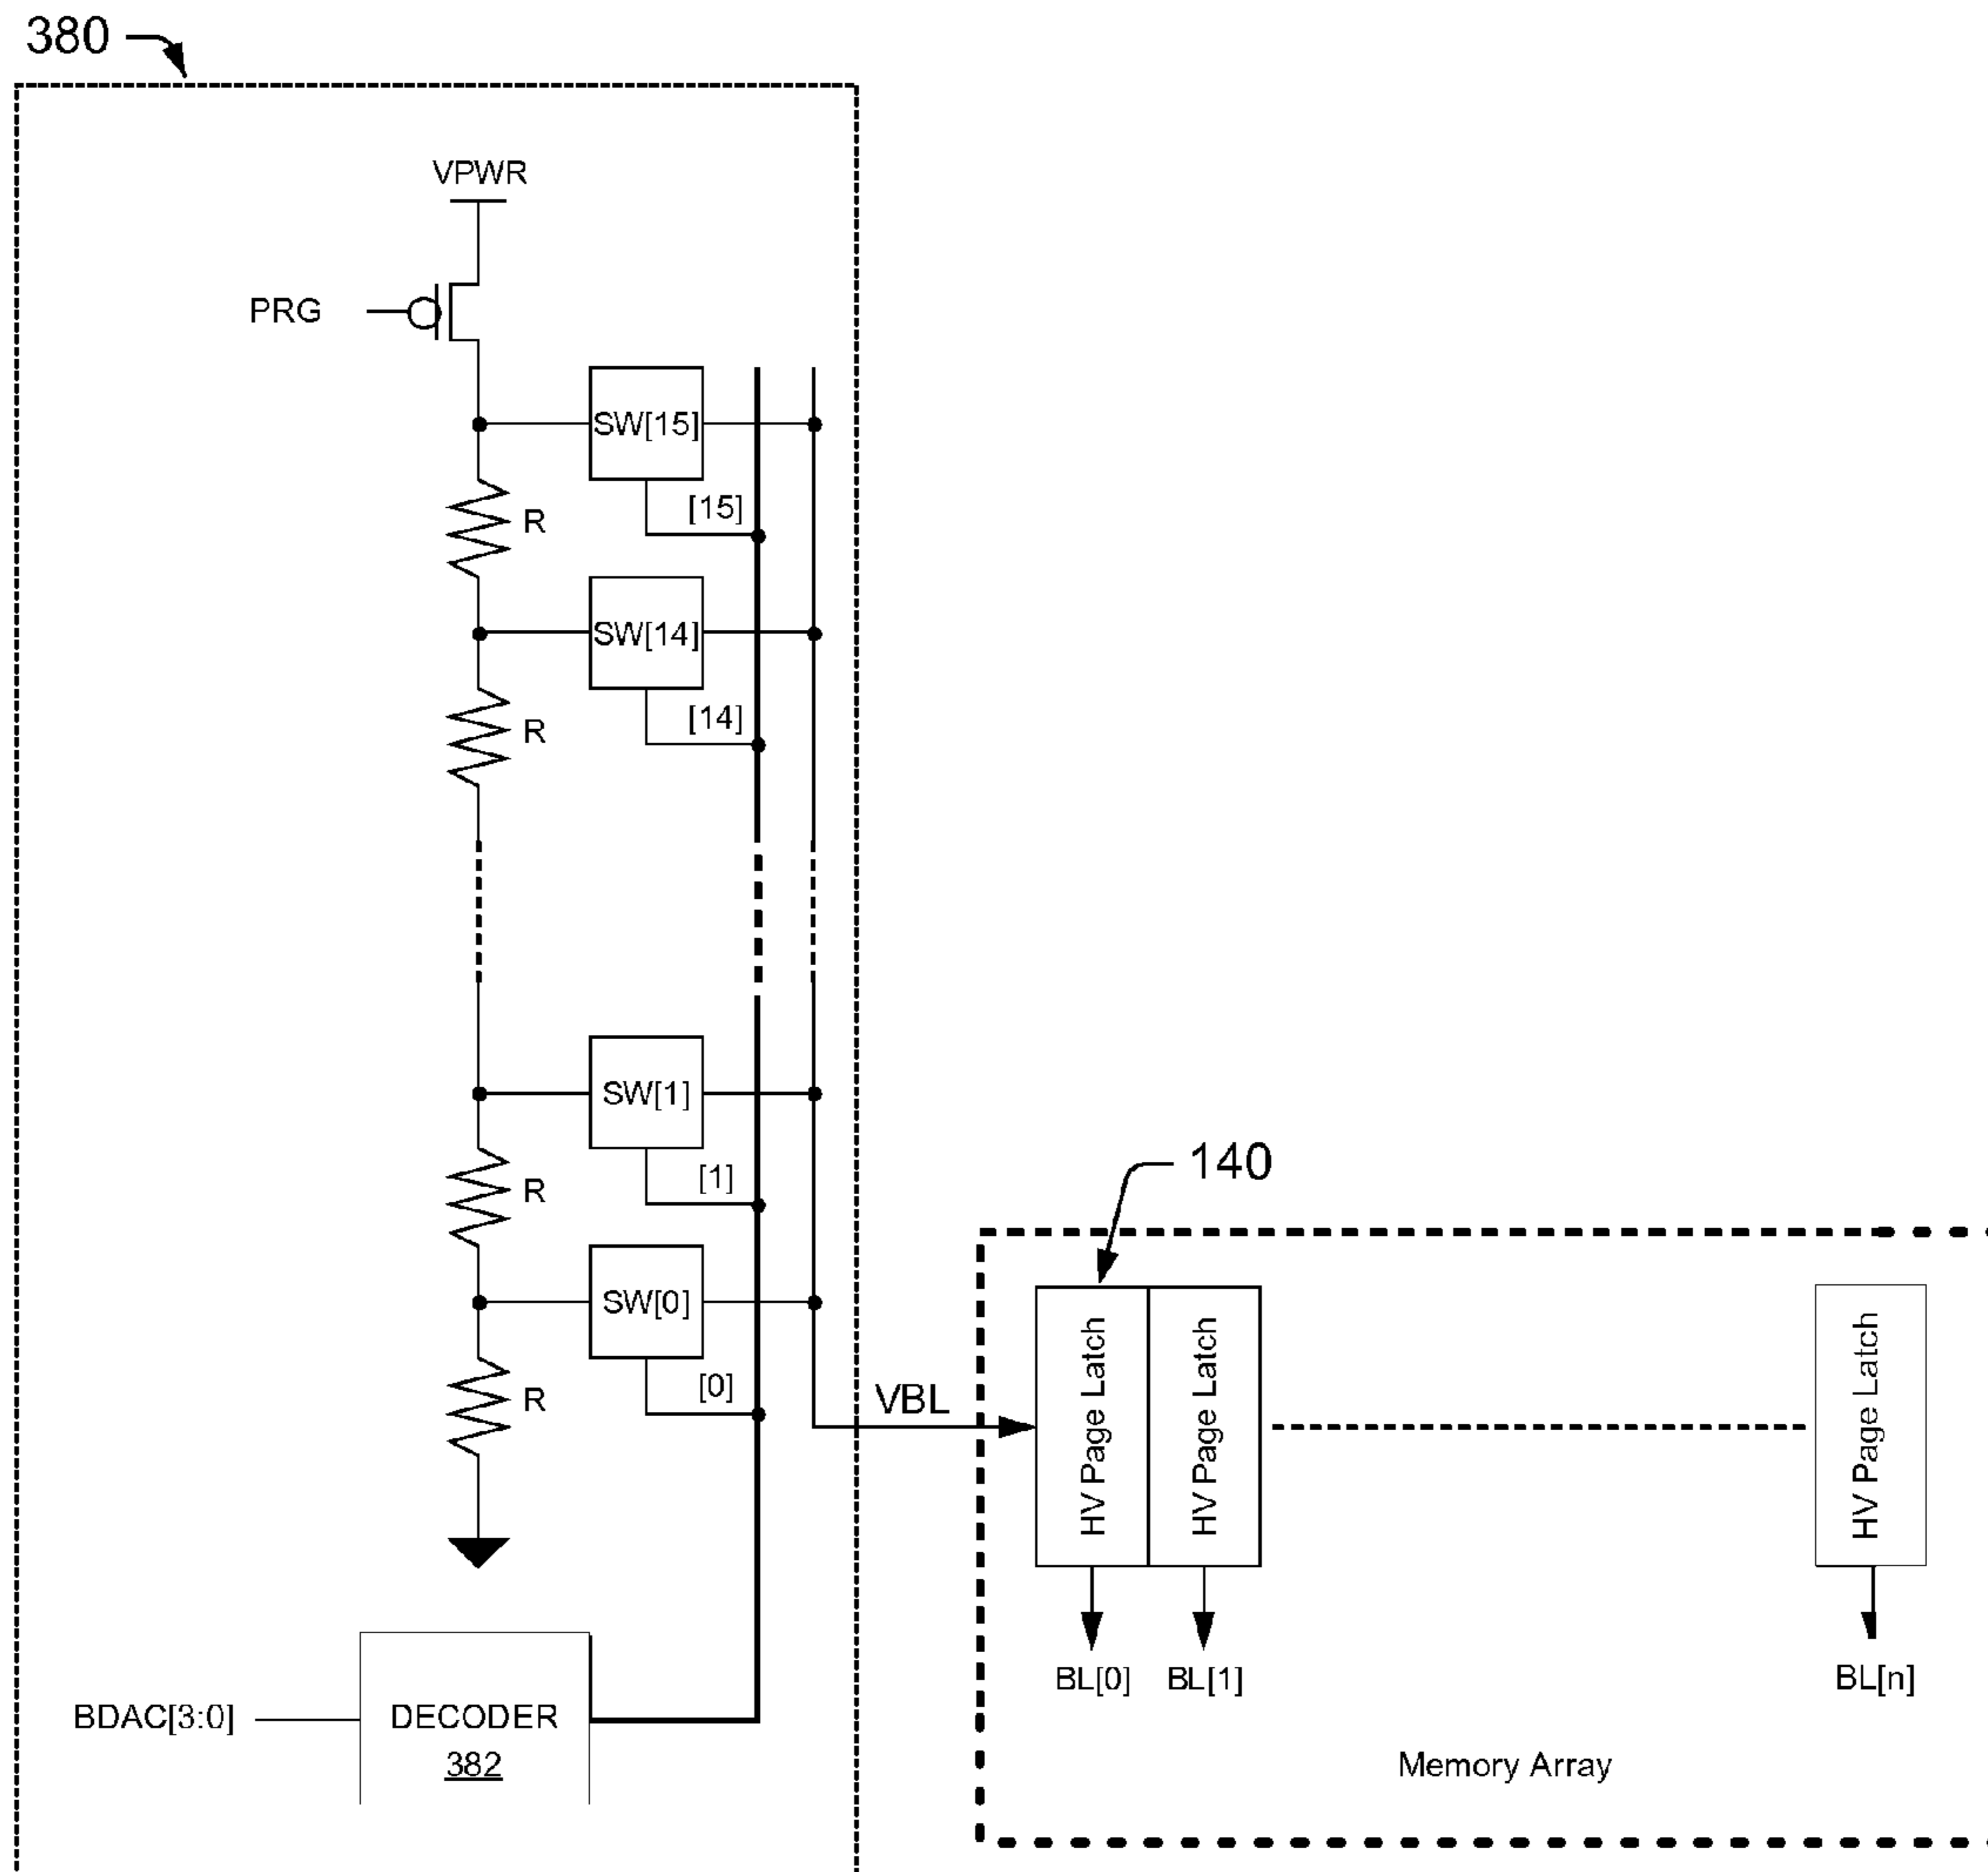 380
VPWR
PRG
SW[15]
[15]
R
SW[14]
[14]
R
SW[1]
[1]
R
SW[0]
[0]
R
VBL
140
HV Page Latch
HV Page Latch
HV Page Latch
BL[0]
BL[1]
BL[n]
BDAC[3:0]
DECODER
382
Memory Array